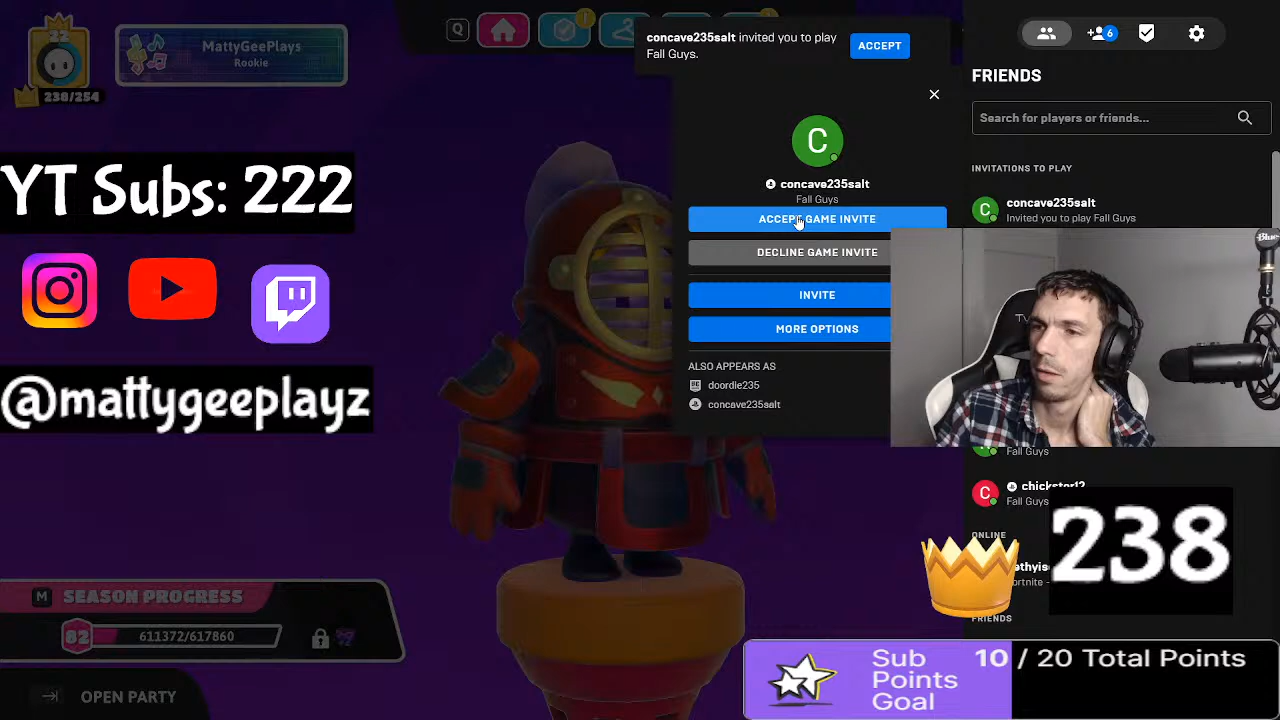 22
MattyGeePlays
Rookie
238/254
Q
concave235salt invited you to play
Fall Guys.
ACCEPT
6
FRIENDS
Search for players or friends...
INVITATIONS TO PLAY
concave235salt
Invited you to play Fall Guys
C
C
concave235salt
Fall Guys
ACCEPT GAME INVITE
DECLINE GAME INVITE
INVITE
MORE OPTIONS
ALSO APPEARS AS
doordle235
concave235salt
YT Subs: 222
@mattygeeplayz
Blue
Fall Guys
C
Fall Guys
ONLINE
238
FRIENDS
M
SEASON PROGRESS
82
611372/617860
OPEN PARTY
Sub
Points
Goal
10 / 20 Total Points